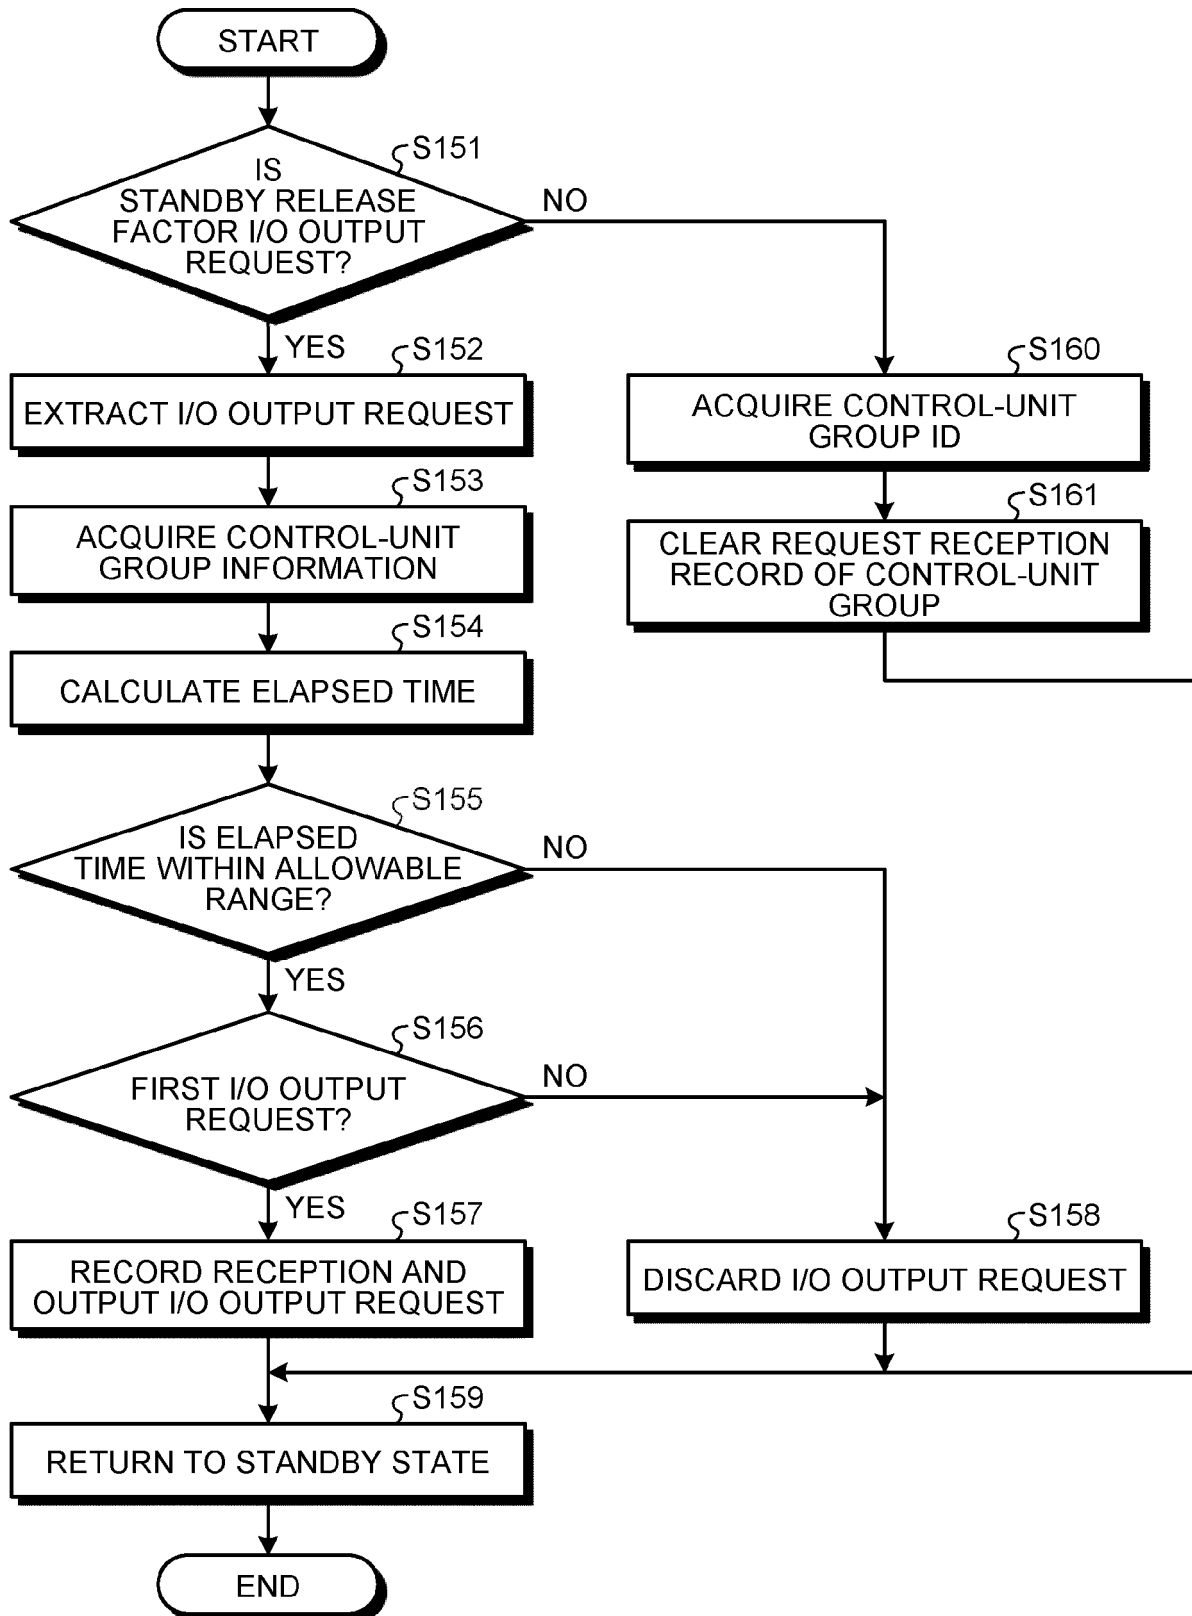 START
S151
IS
STANDBY RELEASE
FACTOR I/O OUTPUT
REQUEST?
NO
YES
S152
EXTRACT I/O OUTPUT REQUEST
S160
ACQUIRE CONTROL-UNIT
GROUP ID
S153
ACQUIRE CONTROL-UNIT
GROUP INFORMATION
S161
CLEAR REQUEST RECEPTION
RECORD OF CONTROL-UNIT
GROUP
S154
CALCULATE ELAPSED TIME
S155
IS ELAPSED
TIME WITHIN ALLOWABLE
RANGE?
NO
YES
S156
FIRST I/O OUTPUT
REQUEST?
NO
YES
S157
RECORD RECEPTION AND
OUTPUT I/O OUTPUT REQUEST
S158
DISCARD I/O OUTPUT REQUEST
S159
RETURN TO STANDBY STATE
END